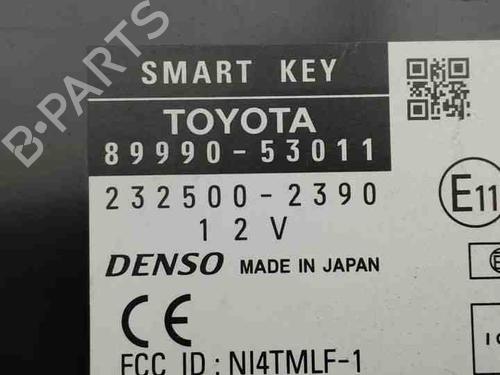 SMART KEY
TOYOTA
89990-53011
232500-2390
12V
DENSO MADE IN JAPAN
CE
FCC ID : NI4TMLF-1
E11
B-PARTS